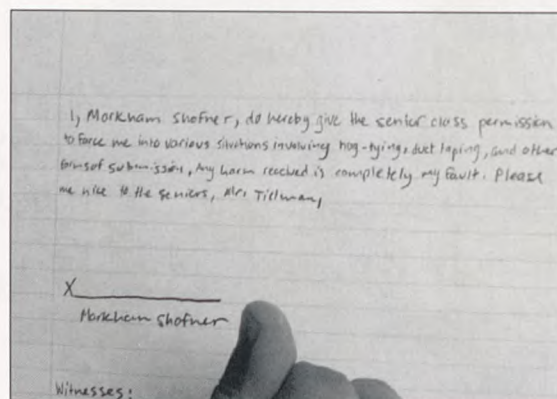 I, Markham Shofner, do hereby give the senior class permission
to force me into various situations involving hog-tying, duct taping, and other
forms of submission, Any harm received is completely my fault. Please
me nice to the seniors, Mr. Tillman,
X
Markham Shofner
Witnesses: